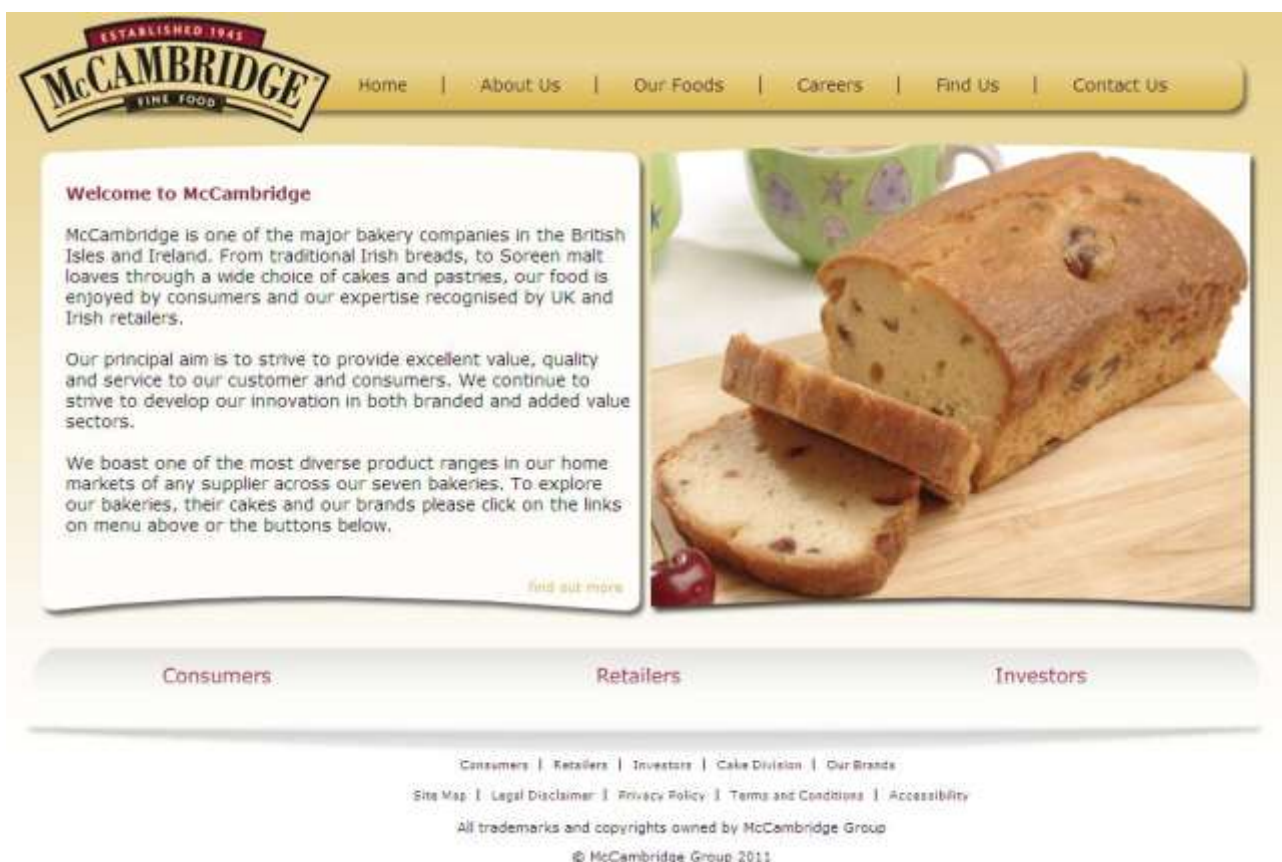 ESTABLISHED 1945
McCAMBRIDGE
FINE FOOD
Home | About Us | Our Foods | Careers | Find Us | Contact Us
Welcome to McCambridge
McCambridge is one of the major bakery companies in the British
Isles and Ireland. From traditional Irish breads, to Soreen malt
loaves through a wide choice of cakes and pastries, our food is
enjoyed by consumers and our expertise recognised by UK and
Irish retailers.
Our principal aim is to strive to provide excellent value, quality
and service to our customer and consumers. We continue to
strive to develop our innovation in both branded and added value
sectors.
We boast one of the most diverse product ranges in our home
markets of any supplier across our seven bakeries. To explore
our bakeries, their cakes and our brands please click on the links
on menu above or the buttons below.
find out more
Consumers Retailers Investors
Consumers | Retailers | Investors | Cake Division | Our Brands
Site Map | Legal Disclaimer | Privacy Policy | Terms and Conditions | Accessibility
All trademarks and copyrights owned by McCambridge Group
© McCambridge Group 2011